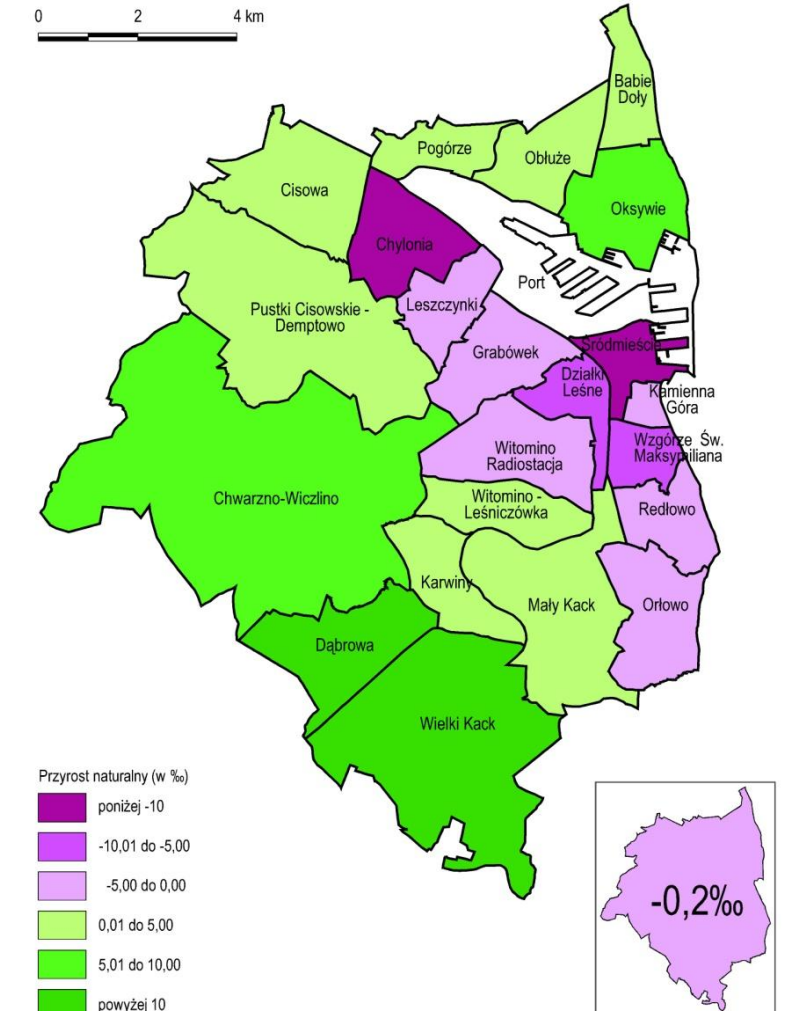 0 2 4 km
Babie
Doły
Pogórze
Obłuże
Cisowa
Oksywie
Chylonia
Port
Leszczynki
Pustki Cisowskie -
Demptowo
Śródmieście
Grabówek
Działki
Leśne
Kamienna
Góra
Wzgórze Św.
Maksymiliana
Witomino
Radiostacja
Chwarzno-Wiczlino
Witomino -
Leśniczówka
Redłowo
Karwiny
Mały Kack
Orłowo
Dąbrowa
Wielki Kack
Przyrost naturalny (w ‰)
poniżej -10
-10,01 do -5,00
-5,00 do 0,00
0,01 do 5,00
5,01 do 10,00
powyżej 10
-0,2‰